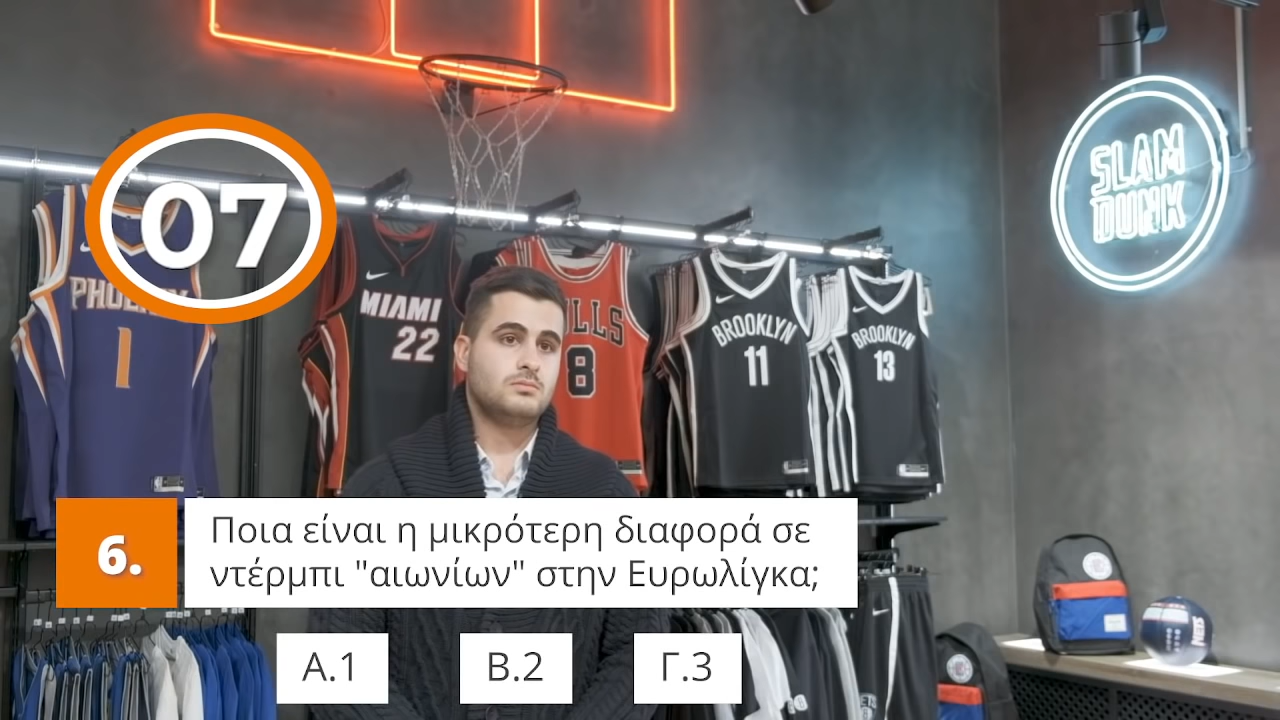 SLAM
DUNK
07
PHOENIX
1
MIAMI
22
BULLS
8
BROOKLYN
11
BROOKLYN
13
6.
Ποια είναι η μικρότερη διαφορά σε
ντέρμπι "αιωνίων" στην Ευρωλίγκα;
Α.1
Β.2
Γ.3
NETS